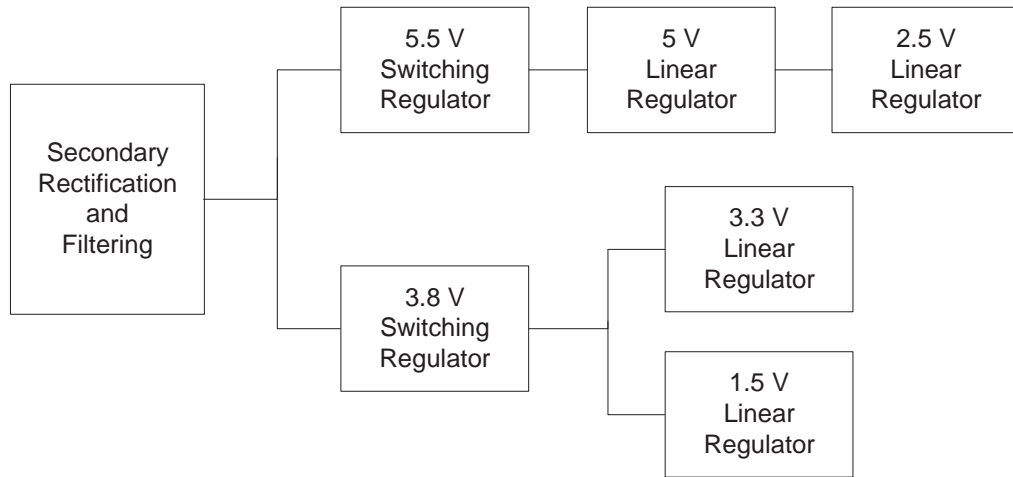 Secondary
Rectification
and
Filtering
5.5 V
Switching
Regulator
5 V
Linear
Regulator
2.5 V
Linear
Regulator
3.8 V
Switching
Regulator
3.3 V
Linear
Regulator
1.5 V
Linear
Regulator